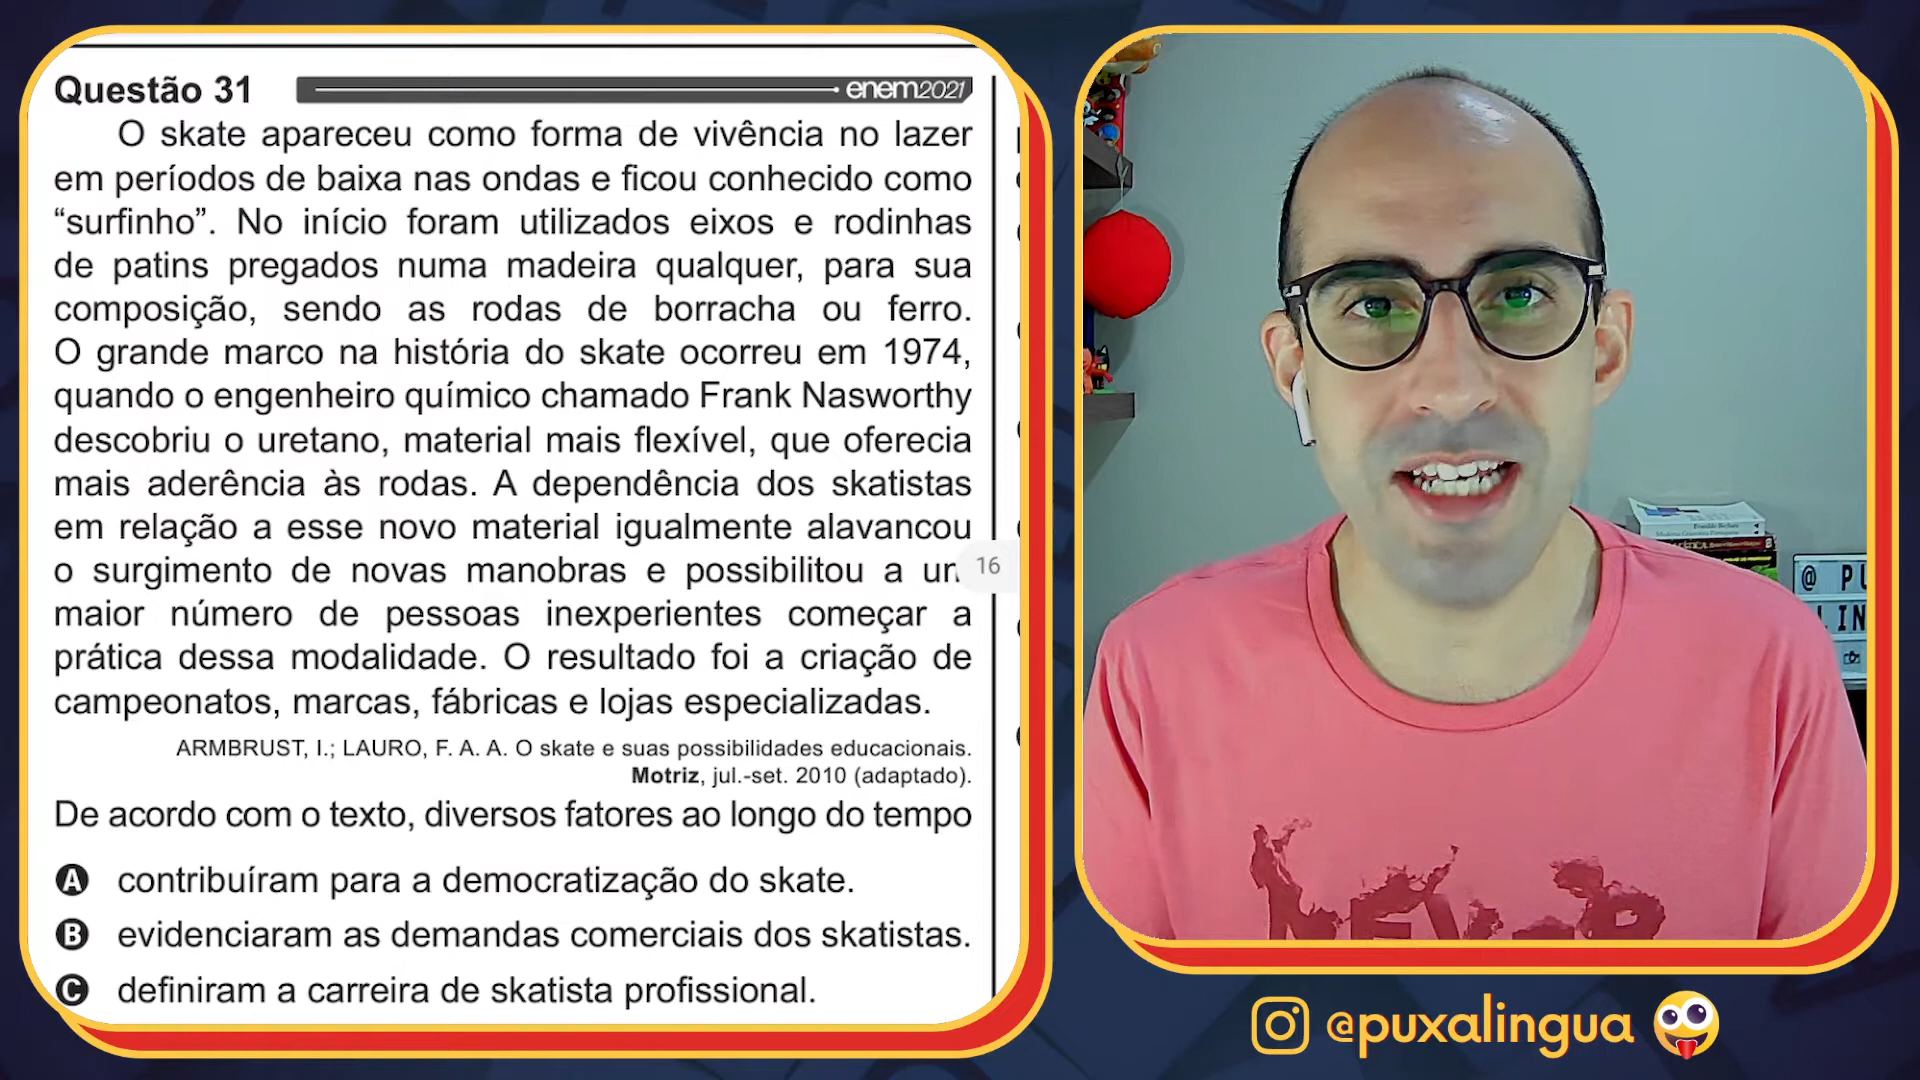 Questão 31
enem2021
O skate apareceu como forma de vivência no lazer
em períodos de baixa nas ondas e ficou conhecido como
“surfinho”. No início foram utilizados eixos e rodinhas
de patins pregados numa madeira qualquer, para sua
composição, sendo as rodas de borracha ou ferro.
O grande marco na história do skate ocorreu em 1974,
quando o engenheiro químico chamado Frank Nasworthy
descobriu o uretano, material mais flexível, que oferecia
mais aderência às rodas. A dependência dos skatistas
em relação a esse novo material igualmente alavancou
o surgimento de novas manobras e possibilitou a
16
maior número de pessoas inexperientes começar a
prática dessa modalidade. O resultado foi a criação de
campeonatos, marcas, fábricas e lojas especializadas.
ARMBRUST, I.; LAURO, F. A. A. O skate e suas possibilidades educacionais.
Motriz, jul.-set. 2010 (adaptado).
De acordo com o texto, diversos fatores ao longo do tempo
A contribuíram para a democratização do skate.
B evidenciaram as demandas comerciais dos skatistas.
C definiram a carreira de skatista profissional.
@ PU
LIN
@puxalingua